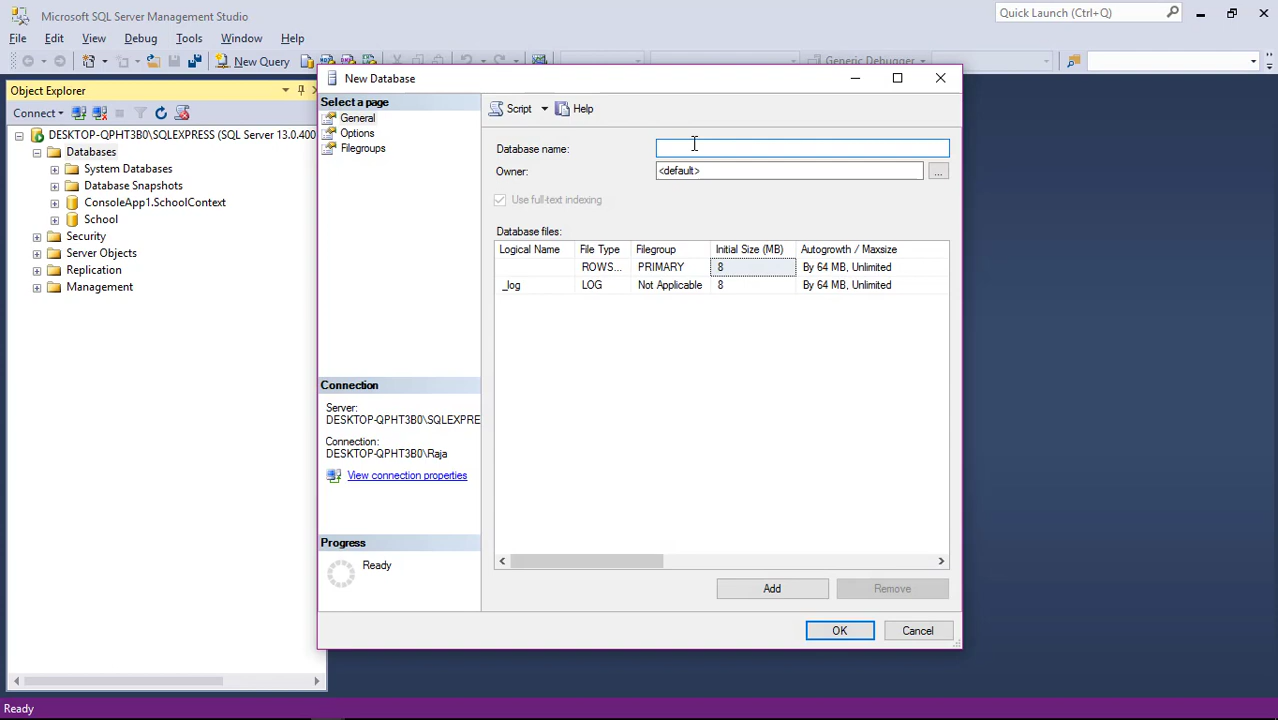 Microsoft SQL Server Management Studio
Quick Launch (Ctrl+Q)
File Edit View Debug Tools Window Help
New Query
Generic Debugger
Object Explorer
Connect
DESKTOP-QPHT3B0\SQLEXPRESS (SQL Server 13.0.400
Databases
System Databases
Database Snapshots
ConsoleApp1.SchoolContext
School
Security
Server Objects
Replication
Management
New Database
Select a page
General
Options
Filegroups
Script Help
Database name:
Owner: <default> ...
Use full-text indexing
Database files:
Logical Name File Type Filegroup Initial Size (MB) Autogrowth / Maxsize
ROWS... PRIMARY 8 By 64 MB, Unlimited
_log LOG Not Applicable 8 By 64 MB, Unlimited
Connection
Server:
DESKTOP-QPHT3B0\SQLEXPRE
Connection:
DESKTOP-QPHT3B0\Raja
View connection properties
Progress
Ready
Add Remove
OK Cancel
Ready